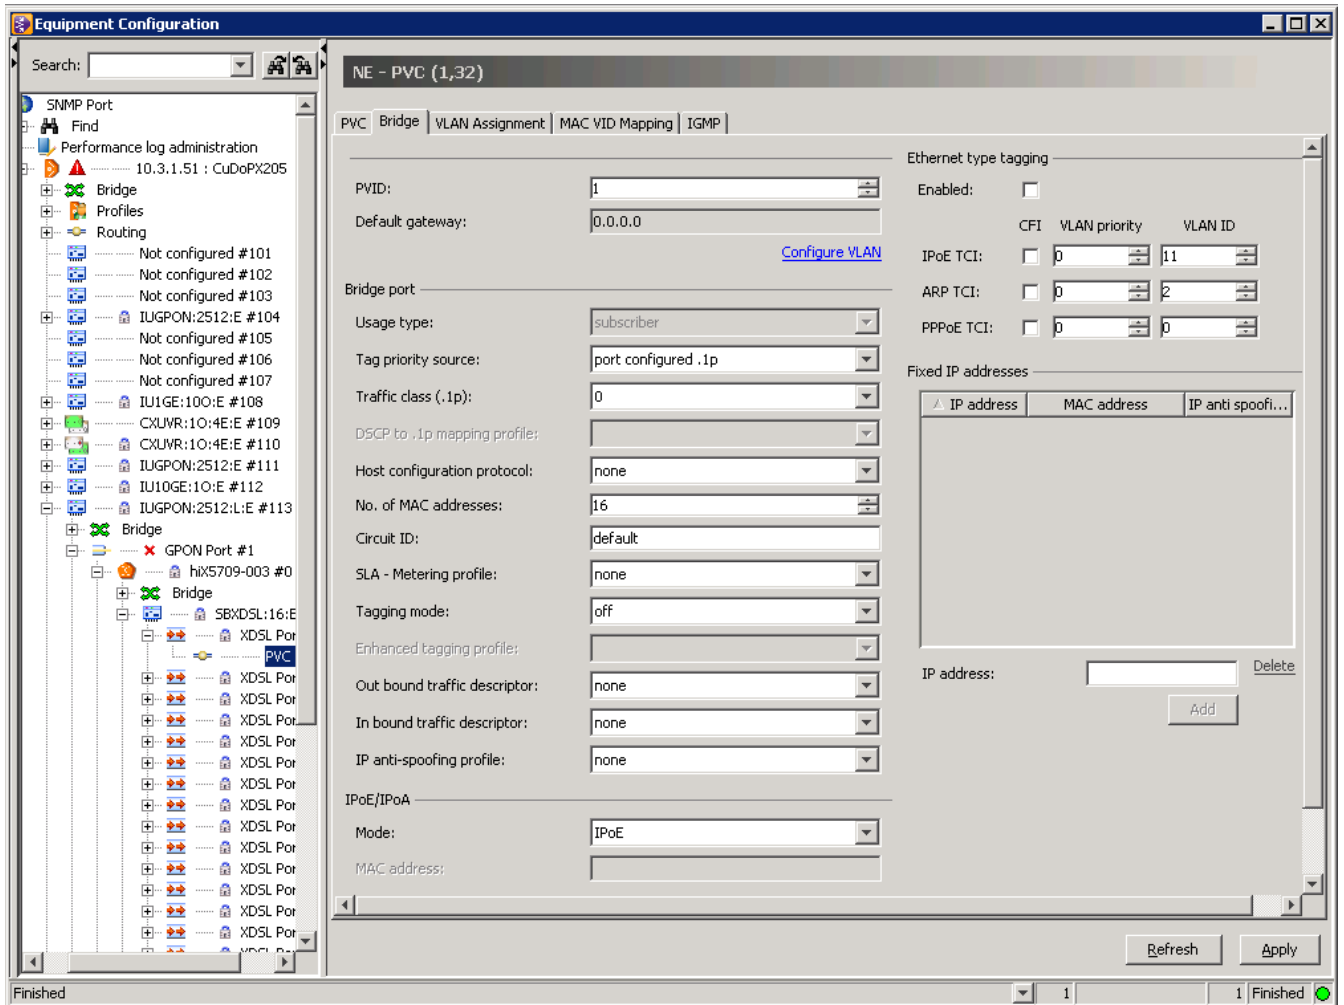 Equipment Configuration
Search:
SNMP Port
Find
Performance log administration
10.3.1.51 : CuDoPX205
Bridge
Profiles
Routing
Not configured #101
Not configured #102
Not configured #103
IUGPON:2512:E #104
Not configured #105
Not configured #106
Not configured #107
IU1GE:10O:E #108
CXUVR:1O:4E:E #109
CXUVR:1O:4E:E #110
IUGPON:2512:E #111
IU10GE:1O:E #112
IUGPON:2512:L:E #113
Bridge
GPON Port #1
hiX5709-003 #0
Bridge
SBXDSL:16:E
XDSL Por
PVC
XDSL Por
XDSL Por
XDSL Por
XDSL Por
XDSL Por
XDSL Por
XDSL Por
XDSL Por
XDSL Por
XDSL Por
XDSL Por
XDSL Por
XDSL Por
NE - PVC (1,32)
PVC Bridge VLAN Assignment MAC VID Mapping IGMP
PVID: 1
Default gateway: 0.0.0.0
Configure VLAN
Bridge port
Usage type: subscriber
Tag priority source: port configured .1p
Traffic class (.1p): 0
DSCP to .1p mapping profile:
Host configuration protocol: none
No. of MAC addresses: 16
Circuit ID: default
SLA - Metering profile: none
Tagging mode: off
Enhanced tagging profile:
Out bound traffic descriptor: none
In bound traffic descriptor: none
IP anti-spoofing profile: none
IPoE/IPoA
Mode: IPoE
MAC address:
Ethernet type tagging
Enabled:
CFI VLAN priority VLAN ID
IPoE TCI: 0 11
ARP TCI: 0 2
PPPoE TCI: 0 0
Fixed IP addresses
IP address MAC address IP anti spoofi...
IP address: Delete
Add
Refresh Apply
Finished 1 1 Finished